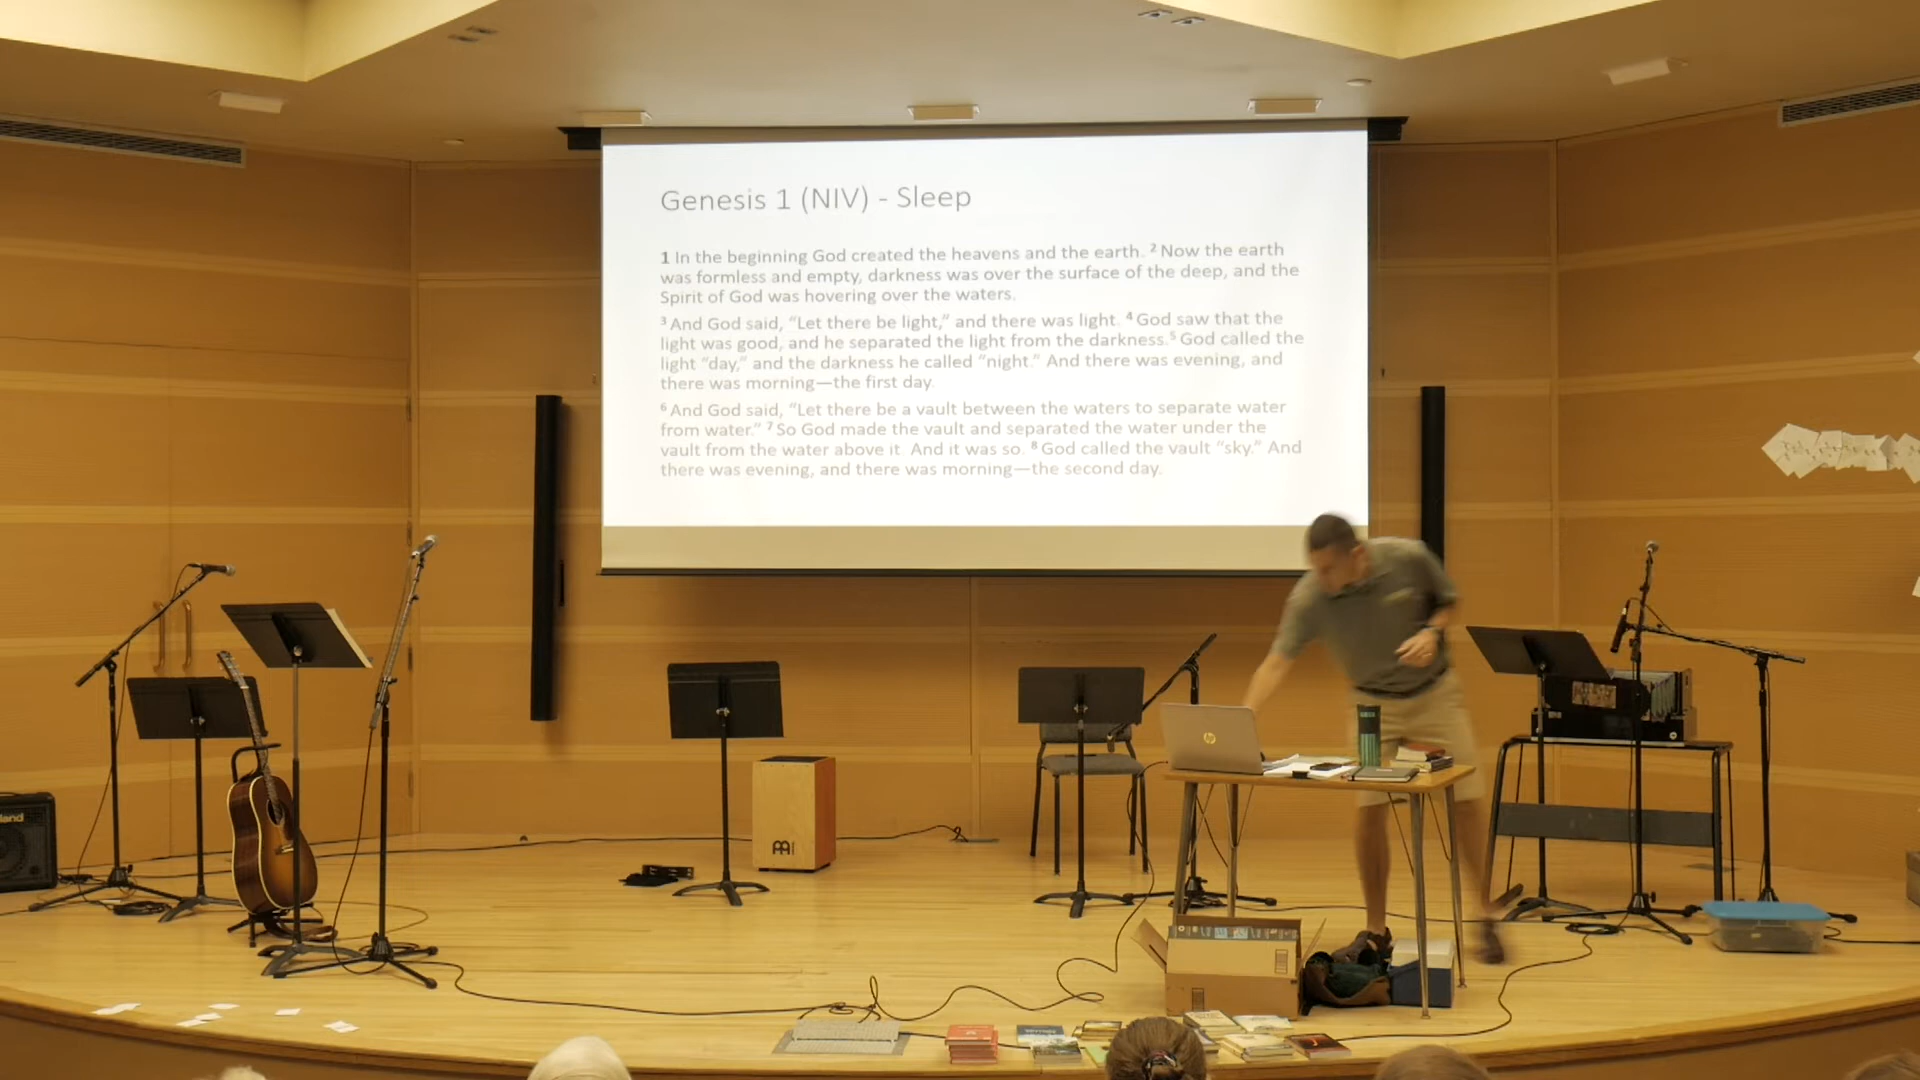 Genesis 1 (NIV) - Sleep
1 In the beginning God created the heavens and the earth. 2 Now the earth
was formless and empty, darkness was over the surface of the deep, and the
Spirit of God was hovering over the waters.
3 And God said, “Let there be light,” and there was light. 4 God saw that the
light was good, and he separated the light from the darkness. 5 God called the
light “day,” and the darkness he called “night.” And there was evening, and
there was morning—the first day.
6 And God said, “Let there be a vault between the waters to separate water
from water.” 7 So God made the vault and separated the water under the
vault from the water above it. And it was so. 8 God called the vault “sky.” And
there was evening, and there was morning—the second day.
hp